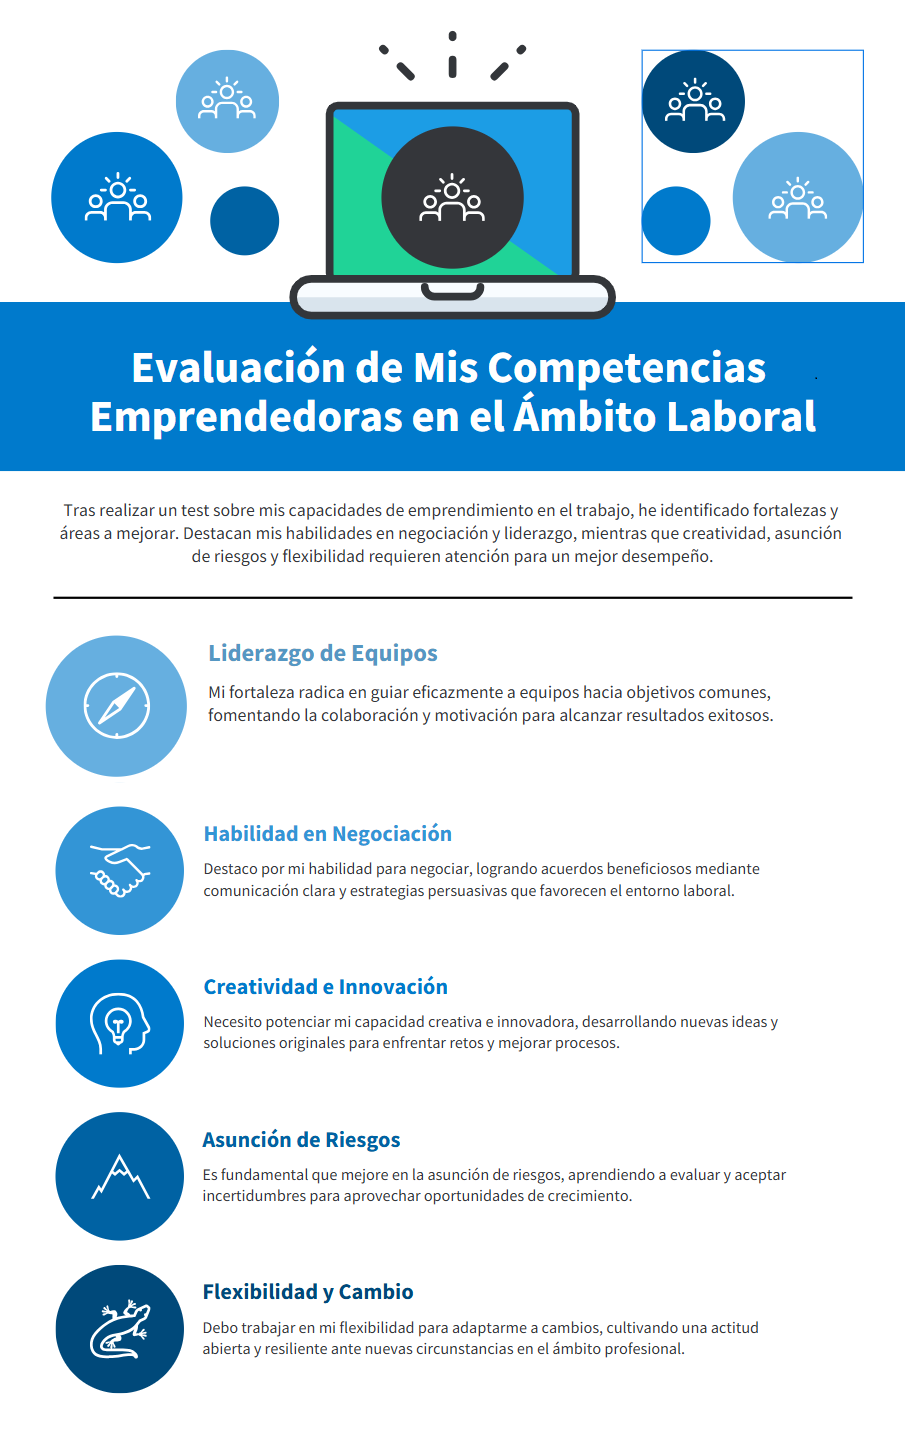 Evaluación de Mis Competencias
Emprendedoras en el Ámbito Laboral
Tras realizar un test sobre mis capacidades de emprendimiento en el trabajo, he identificado fortalezas y
áreas a mejorar. Destacan mis habilidades en negociación y liderazgo, mientras que creatividad, asunción
de riesgos y flexibilidad requieren atención para un mejor desempeño.
Liderazgo de Equipos
Mi fortaleza radica en guiar eficazmente a equipos hacia objetivos comunes,
fomentando la colaboración y motivación para alcanzar resultados exitosos.
Habilidad en Negociación
Destaco por mi habilidad para negociar, logrando acuerdos beneficiosos mediante
comunicación clara y estrategias persuasivas que favorecen el entorno laboral.
Creatividad e Innovación
Necesito potenciar mi capacidad creativa e innovadora, desarrollando nuevas ideas y
soluciones originales para enfrentar retos y mejorar procesos.
Asunción de Riesgos
Es fundamental que mejore en la asunción de riesgos, aprendiendo a evaluar y aceptar
incertidumbres para aprovechar oportunidades de crecimiento.
Flexibilidad y Cambio
Debo trabajar en mi flexibilidad para adaptarme a cambios, cultivando una actitud
abierta y resiliente ante nuevas circunstancias en el ámbito profesional.